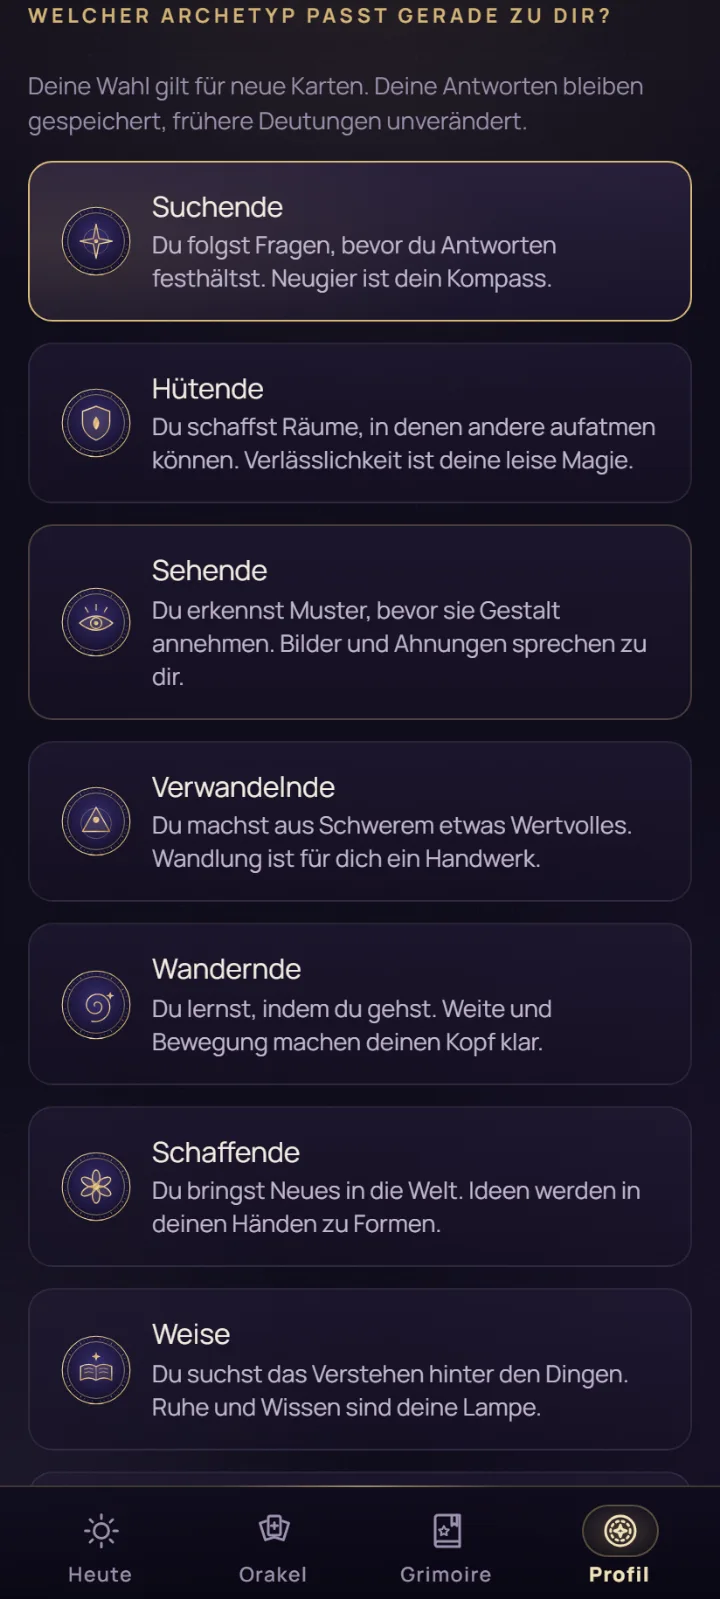 WELCHER ARCHETYP PASST GERADE ZU DIR?
Deine Wahl gilt für neue Karten. Deine Antworten bleiben
gespeichert, frühere Deutungen unverändert.
Suchende
Du folgst Fragen, bevor du Antworten
festhältst. Neugier ist dein Kompass.
Hütende
Du schaffst Räume, in denen andere aufatmen
können. Verlässlichkeit ist deine leise Magie.
Sehende
Du erkennst Muster, bevor sie Gestalt
annehmen. Bilder und Ahnungen sprechen zu
dir.
Verwandelnde
Du machst aus Schwerem etwas Wertvolles.
Wandlung ist für dich ein Handwerk.
Wandernde
Du lernst, indem du gehst. Weite und
Bewegung machen deinen Kopf klar.
Schaffende
Du bringst Neues in die Welt. Ideen werden in
deinen Händen zu Formen.
Weise
Du suchst das Verstehen hinter den Dingen.
Ruhe und Wissen sind deine Lampe.
Heute
Orakel
Grimoire
Profil